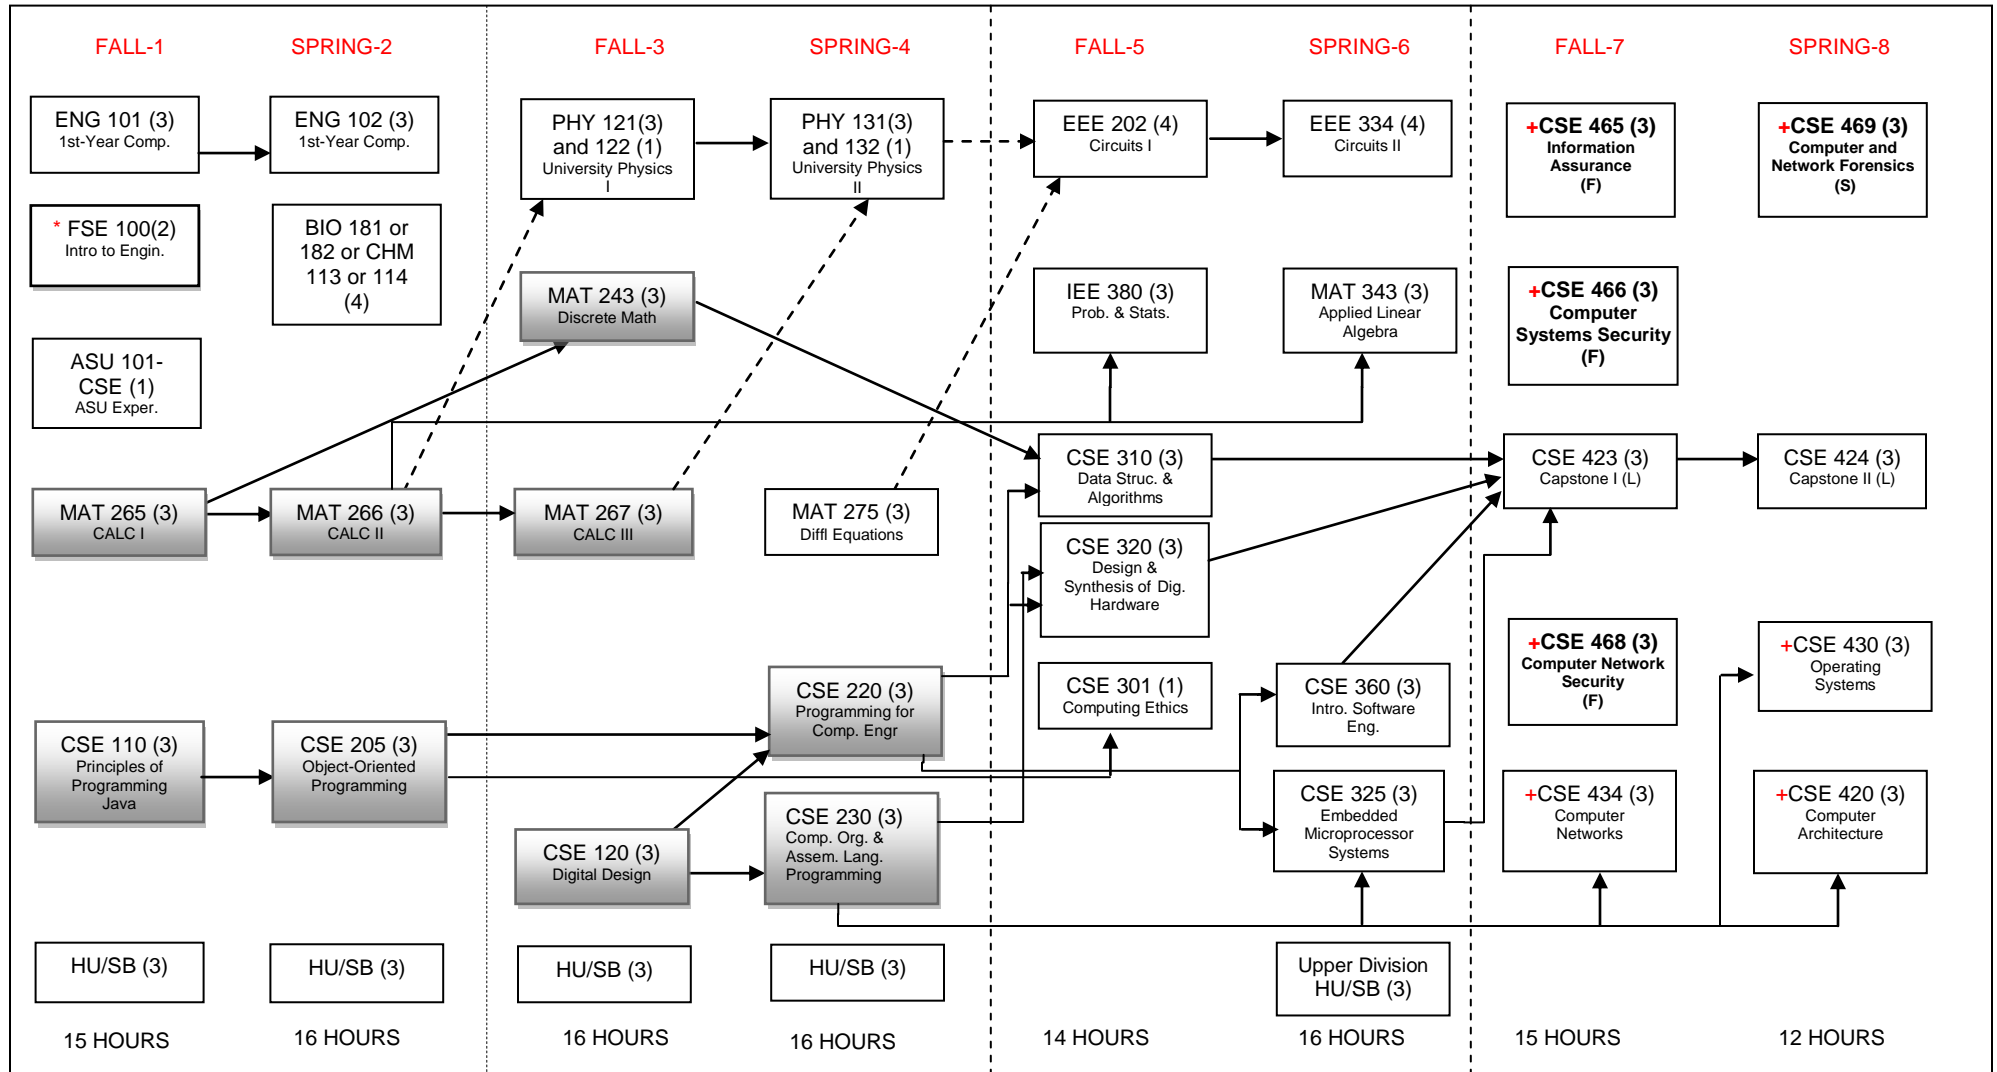 FALL-1
SPRING-2
FALL-3
SPRING-4
FALL-5
SPRING-6
FALL-7
SPRING-8
ENG 101 (3)
1st-Year Comp.
* FSE 100(2)
Intro to Engin.
ASU 101-
CSE (1)
ASU Exper.
MAT 265 (3)
CALC I
CSE 110 (3)
Principles of
Programming
Java
HU/SB (3)
15 HOURS
ENG 102 (3)
1st-Year Comp.
BIO 181 or
182 or CHM
113 or 114
(4)
MAT 266 (3)
CALC II
CSE 205 (3)
Object-Oriented
Programming
HU/SB (3)
16 HOURS
PHY 121(3)
and 122 (1)
University Physics
I
MAT 243 (3)
Discrete Math
MAT 267 (3)
CALC III
CSE 120 (3)
Digital Design
HU/SB (3)
16 HOURS
PHY 131(3)
and 132 (1)
University Physics
II
MAT 275 (3)
Diffl Equations
CSE 220 (3)
Programming for
Comp. Engr
CSE 230 (3)
Comp. Org. &
Assem. Lang.
Programming
HU/SB (3)
16 HOURS
EEE 202 (4)
Circuits I
IEE 380 (3)
Prob. & Stats.
CSE 310 (3)
Data Struc. &
Algorithms
CSE 320 (3)
Design &
Synthesis of Dig.
Hardware
CSE 301 (1)
Computing Ethics
14 HOURS
EEE 334 (4)
Circuits II
MAT 343 (3)
Applied Linear
Algebra
CSE 360 (3)
Intro. Software
Eng.
CSE 325 (3)
Embedded
Microprocessor
Systems
Upper Division
HU/SB (3)
16 HOURS
+CSE 465 (3)
Information
Assurance
(F)
+CSE 466 (3)
Computer
Systems Security
(F)
CSE 423 (3)
Capstone I (L)
+CSE 468 (3)
Computer Network
Security
(F)
+CSE 434 (3)
Computer
Networks
15 HOURS
+CSE 469 (3)
Computer and
Network Forensics
(S)
CSE 424 (3)
Capstone II (L)
+CSE 430 (3)
Operating
Systems
+CSE 420 (3)
Computer
Architecture
12 HOURS